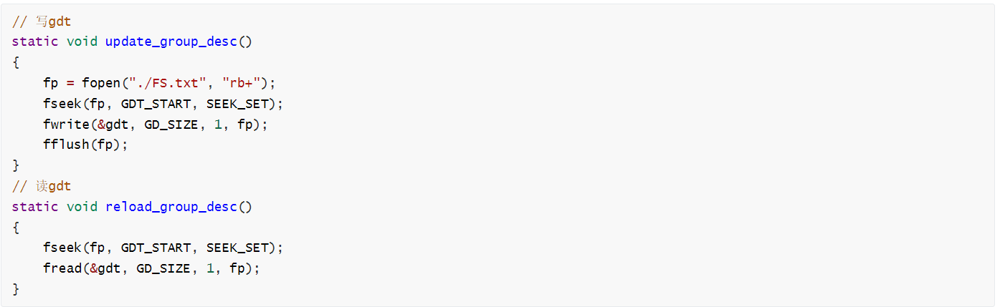 // 写gdt
static void update_group_desc()
{
    fp = fopen("./FS.txt", "rb+");
    fseek(fp, GDT_START, SEEK_SET);
    fwrite(&gdt, GD_SIZE, 1, fp);
    fflush(fp);
}
// 读gdt
static void reload_group_desc()
{
    fseek(fp, GDT_START, SEEK_SET);
    fread(&gdt, GD_SIZE, 1, fp);
}